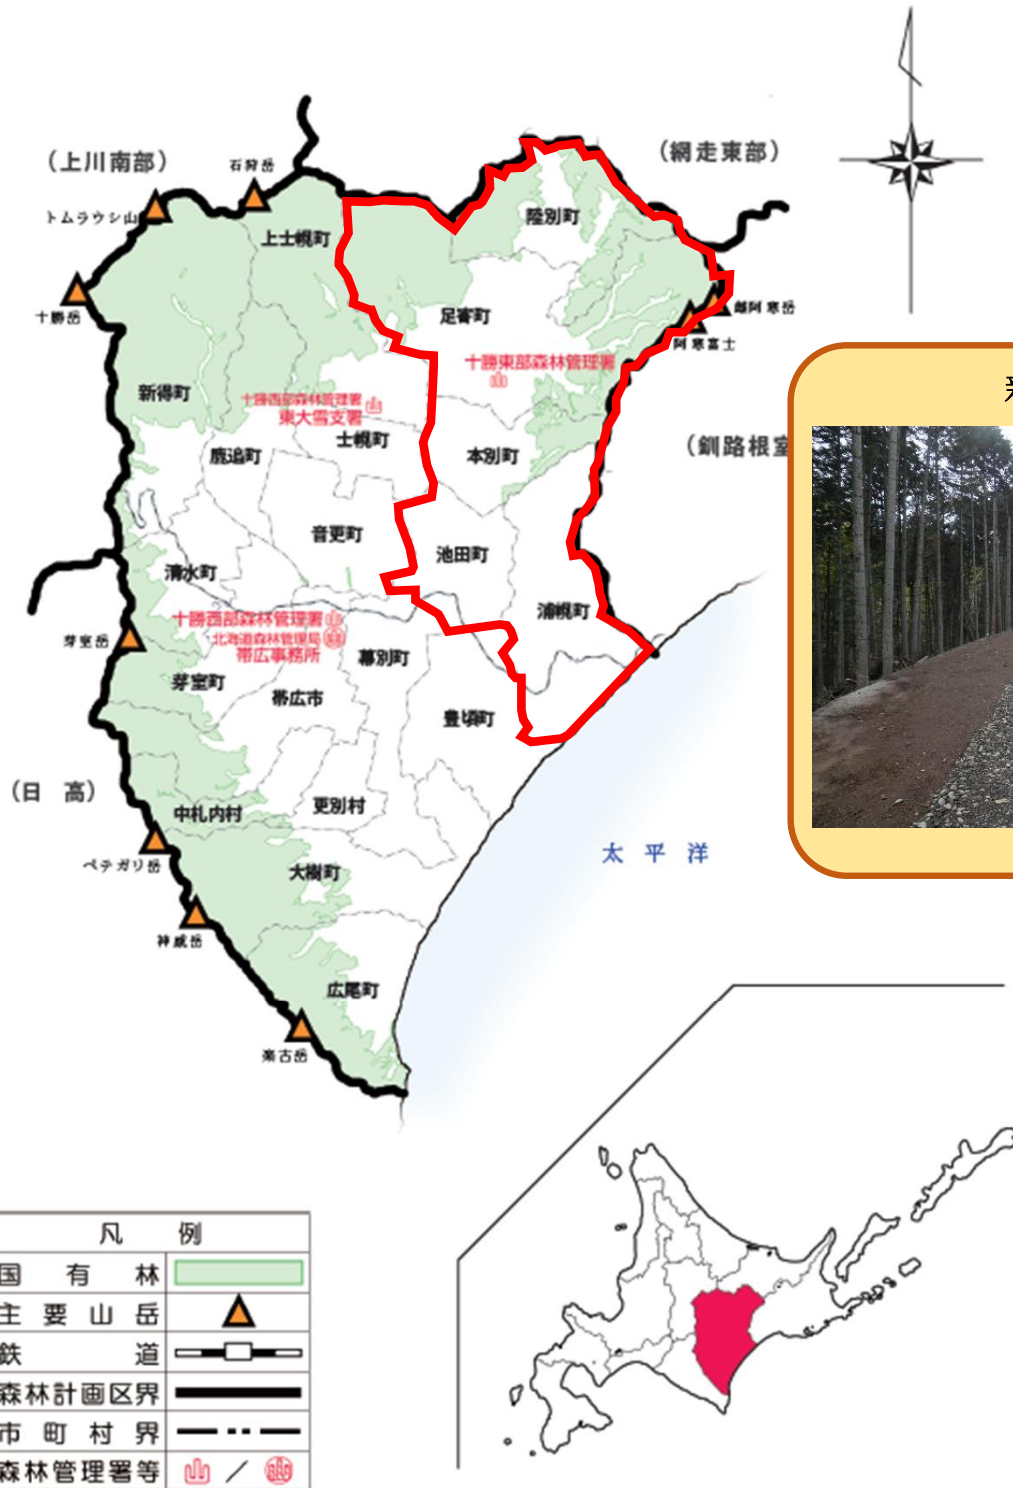 (上川南部)
石狩岳
(網走東部)
トムラウシ山
上士幌町
陸別町
十勝岳
足寄町
雌阿寒岳
阿寒富士
十勝東部森林管理署
新得町
十勝西部森林管理署
東大雪支署
士幌町
鹿追町
本別町
(釧路根室
音更町
池田町
清水町
浦幌町
十勝西部森林管理署
北海道森林管理局
帯広事務所
芽室岳
幕別町
芽室町
帯広市
豊頃町
(日 高)
中札内村
更別村
ペテガリ岳
大樹町
太 平 洋
神威岳
広尾町
楽古岳
凡 例
国 有 林
主 要 山 岳
鉄 道
森林計画区界
市 町 村 界
森林管理署等 /